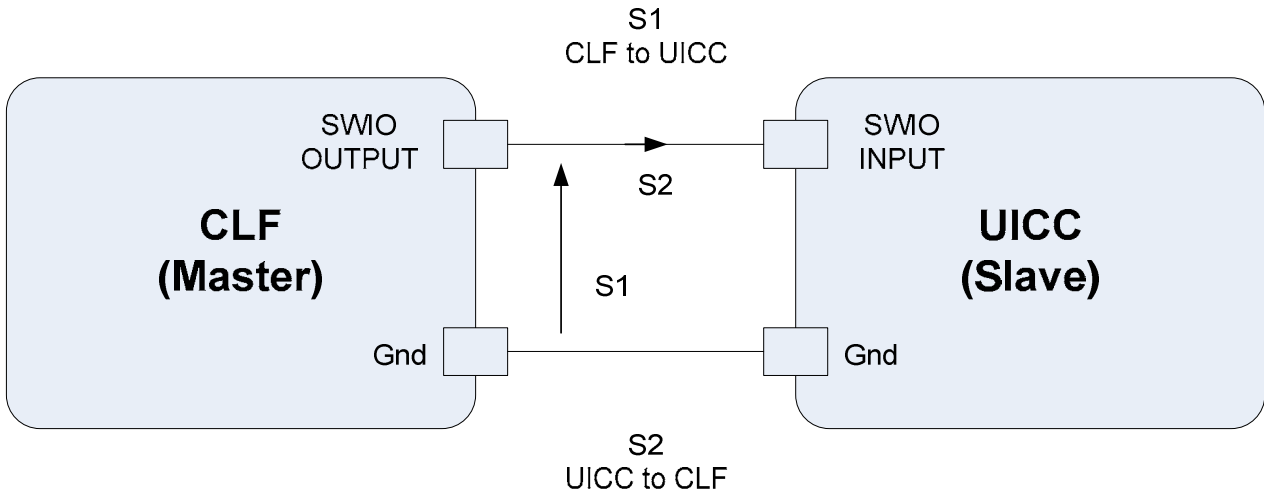 S1
CLF to UICC
SWIO
OUTPUT
SWIO
INPUT
S2
CLF
(Master)
UICC
(Slave)
S1
Gnd
Gnd
S2
UICC to CLF